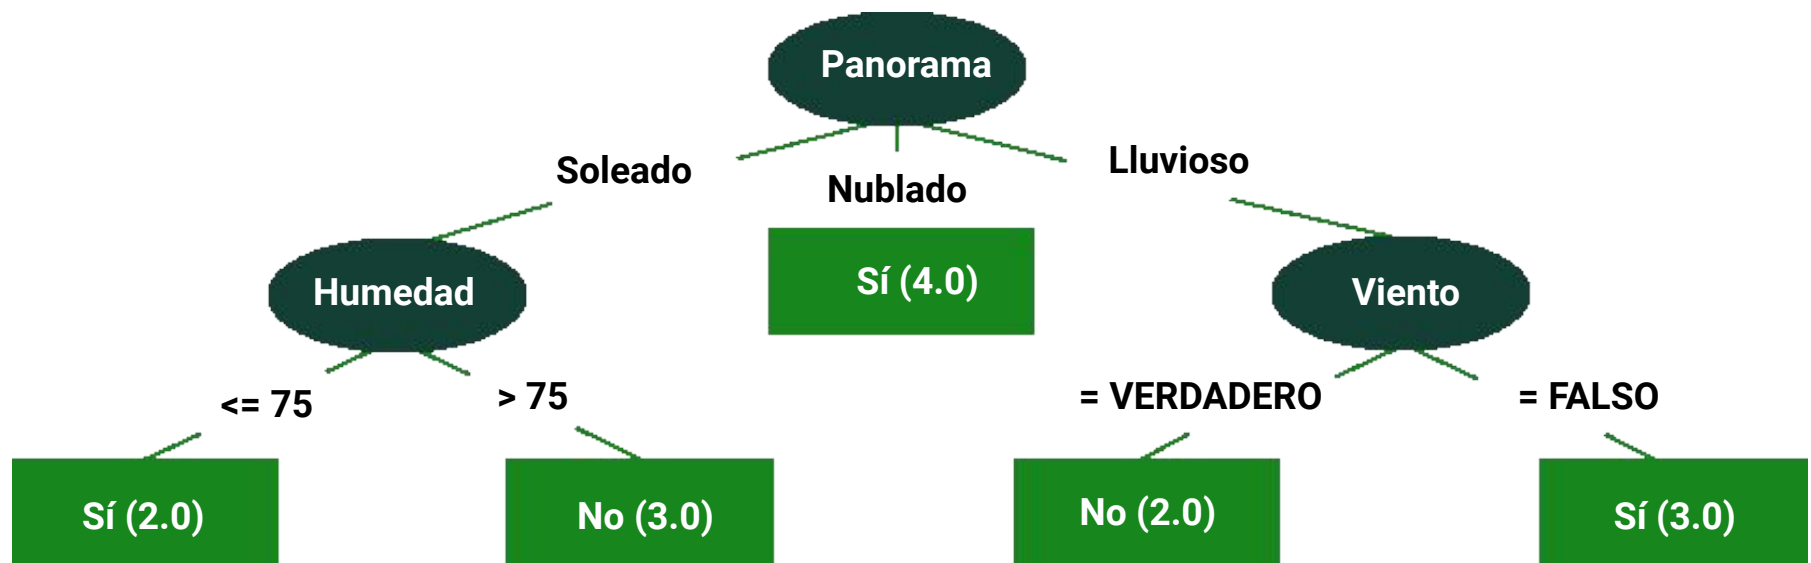 Panorama
Soleado
Nublado
Lluvioso
Humedad
Sí (4.0)
Viento
<= 75
> 75
= VERDADERO
= FALSO
Sí (2.0)
No (3.0)
No (2.0)
Sí (3.0)